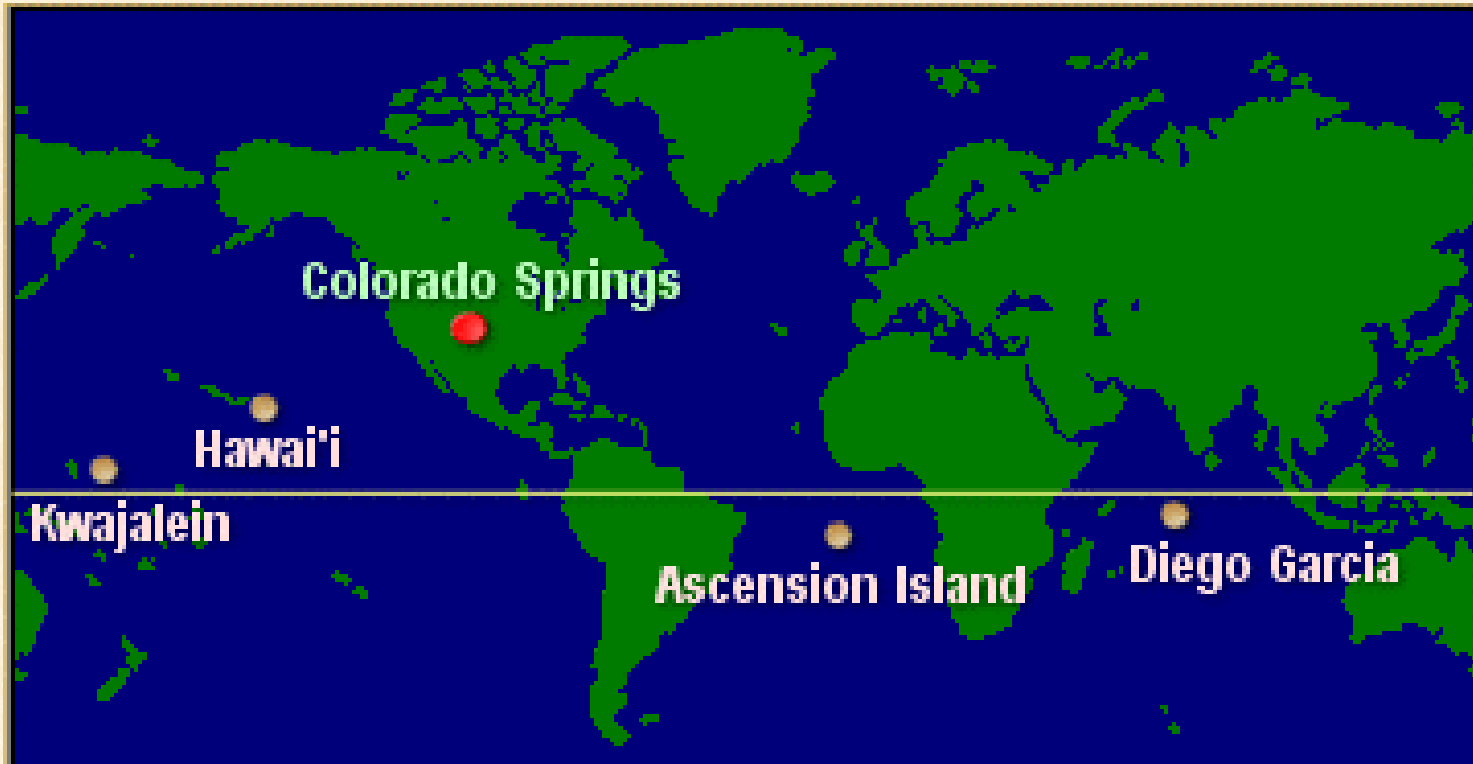 Colorado Springs
Hawai'i
Kwajalein
Ascension Island
Diego Garcia